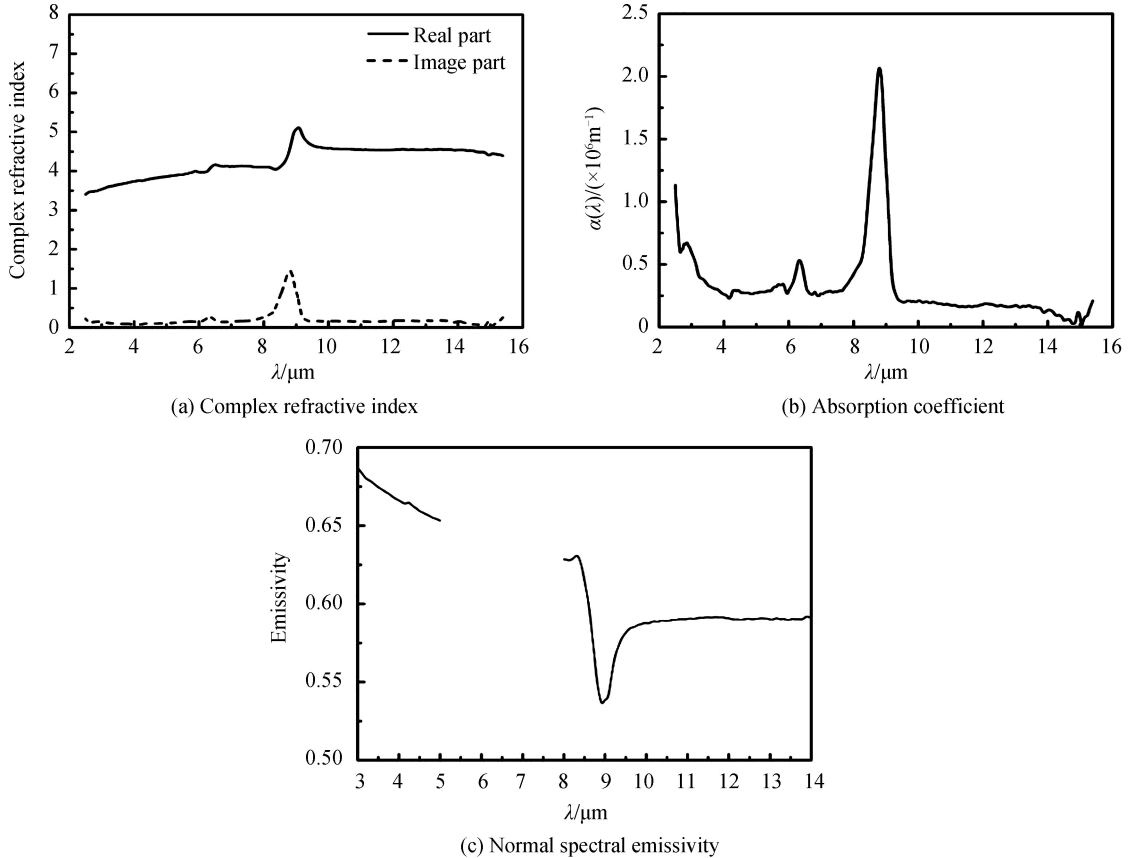 8
7
6
5
4
3
2
1
0
Complex refractive index
Real part
Image part
2 4 6 8 10 12 14 16
λ/μm
(a) Complex refractive index
2.5
2.0
1.5
1.0
0.5
0
α(λ)/(×10⁶m⁻¹)
2 4 6 8 10 12 14 16
λ/μm
(b) Absorption coefficient
0.70
0.65
0.60
0.55
0.50
Emissivity
3 4 5 6 7 8 9 10 11 12 13 14
λ/μm
(c) Normal spectral emissivity